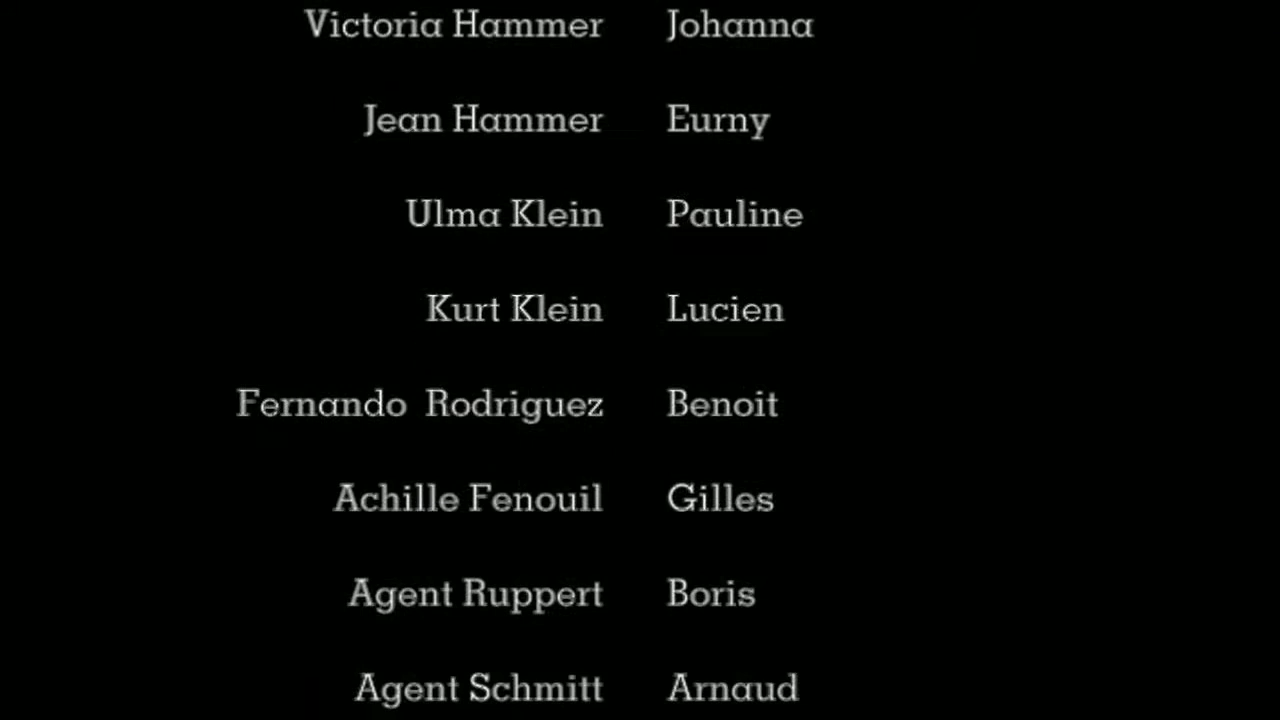 Victoria Hammer Johanna
Jean Hammer Eurny
Ulma Klein Pauline
Kurt Klein Lucien
Fernando Rodriguez Benoit
Achille Fenouil Gilles
Agent Ruppert Boris
Agent Schmitt Arnaud